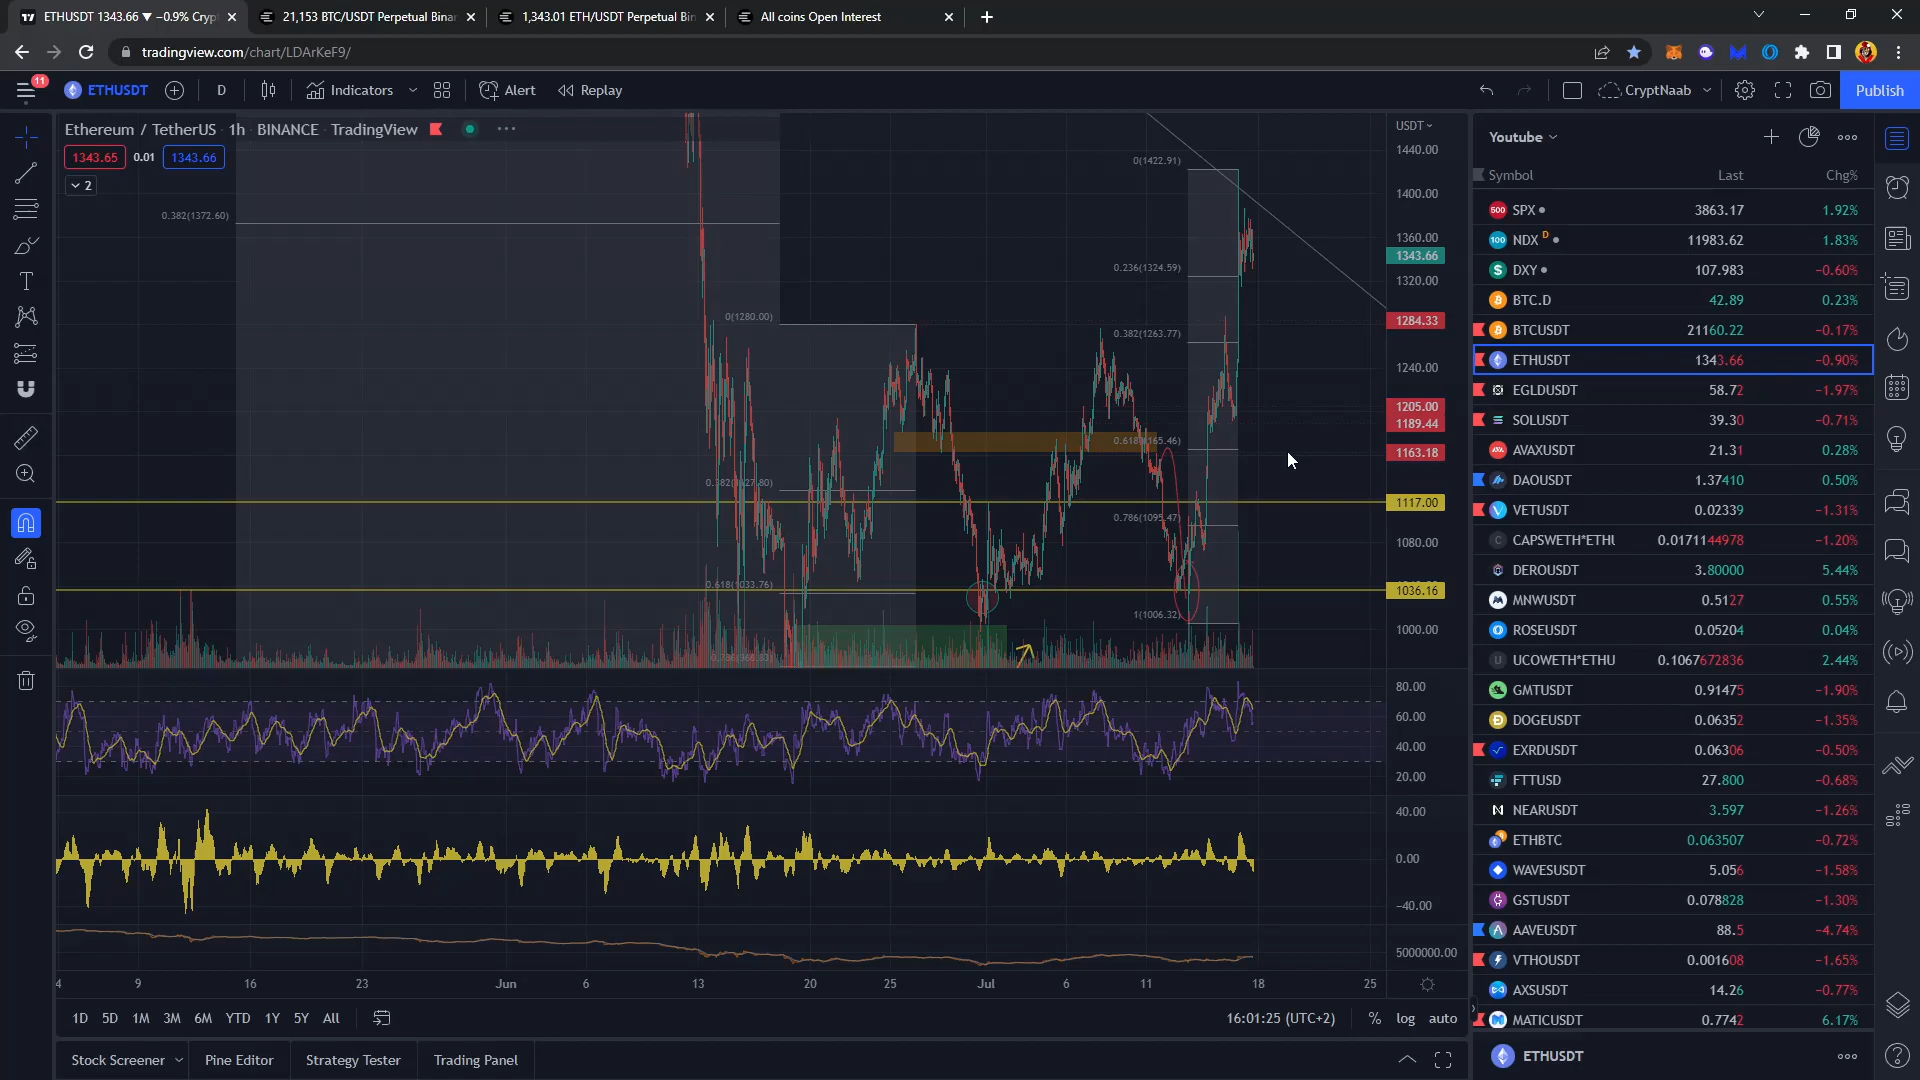 ETHUSDT 1343.66 ▼ −0.9% Cryp
21,153 BTC/USDT Perpetual Binar
1,343.01 ETH/USDT Perpetual Bin
All coins Open Interest
tradingview.com/chart/LDArKeF9/
11
ETHUSDT
D
Indicators
Alert
Replay
CryptNaab
Publish
Ethereum / TetherUS · 1h · BINANCE · TradingView
1343.65
0.01
1343.66
2
USDT
1440.00
1400.00
1360.00
1343.66
1320.00
1284.33
1240.00
1205.00
1189.44
1163.18
1117.00
1080.00
1036.16
1000.00
80.00
60.00
40.00
20.00
40.00
0.00
−40.00
5000000.00
0(1422.91)
0.382(1372.60)
0.236(1324.59)
0(1280.00)
0.382(1263.77)
0.382(1127.80)
0.786(1095.47)
0.618(1033.76)
1(1006.32)
4
9
16
23
Jun
6
13
20
25
Jul
6
11
18
25
1D
5D
1M
3M
6M
YTD
1Y
5Y
All
16:01:25 (UTC+2)
%
log
auto
Stock Screener
Pine Editor
Strategy Tester
Trading Panel
Youtube
Symbol Last Chg%
500 SPX 3863.17 1.92%
100 NDX D 11983.62 1.83%
DXY 107.983 −0.60%
BTC.D 42.89 0.23%
BTCUSDT 21160.22 −0.17%
ETHUSDT 1343.66 −0.90%
EGLDUSDT 58.72 −1.97%
SOLUSDT 39.30 −0.71%
AVAXUSDT 21.31 0.28%
DAOUSDT 1.37410 0.50%
VETUSDT 0.02339 −1.31%
CAPSWETH*ETHU 0.0171144978 −1.20%
DEROUSDT 3.80000 5.44%
MNWUSDT 0.5127 0.55%
ROSEUSDT 0.05204 0.04%
UCOWETH*ETHU 0.1067672836 2.44%
GMTUSDT 0.91475 −1.90%
DOGEUSDT 0.06352 −1.35%
EXRDUSDT 0.06306 −0.50%
FTTUSD 27.800 −0.68%
NEARUSDT 3.597 −1.26%
ETHBTC 0.063507 −0.72%
WAVESUSDT 5.056 −1.58%
GSTUSDT 0.078828 −1.30%
AAVEUSDT 88.5 −4.74%
VTHOUSDT 0.001608 −1.65%
AXSUSDT 14.26 −0.77%
MATICUSDT 0.7742 6.17%
ETHUSDT